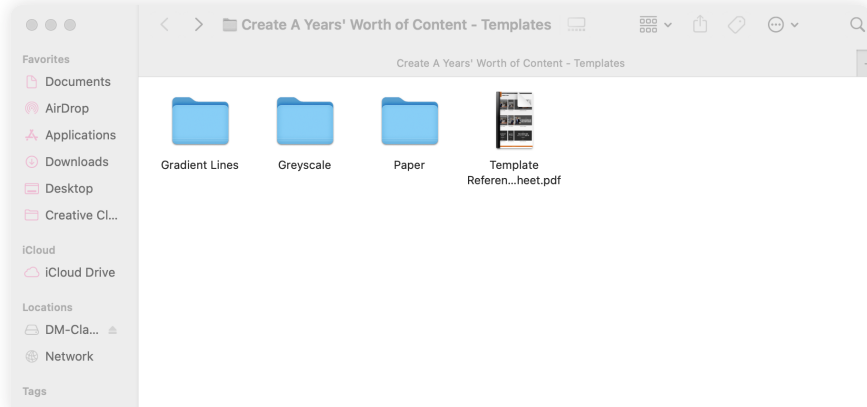 Create A Years' Worth of Content - Templates
Create A Years' Worth of Content - Templates
Favorites
Documents
AirDrop
Applications
Downloads
Desktop
Creative Cl...
iCloud
iCloud Drive
Locations
DM-Cla...
Network
Tags
Gradient Lines
Greyscale
Paper
Template
Referen...heet.pdf